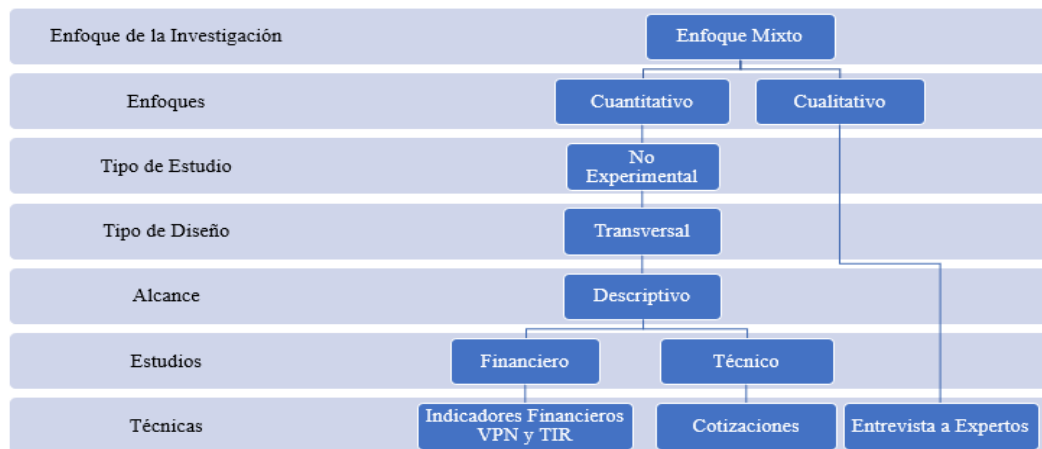 Enfoque de la Investigación
Enfoque Mixto
Enfoques
Cuantitativo
Cualitativo
Tipo de Estudio
No
Experimental
Tipo de Diseño
Transversal
Alcance
Descriptivo
Estudios
Financiero
Técnico
Técnicas
Indicadores Financieros
VPN y TIR
Cotizaciones
Entrevista a Expertos